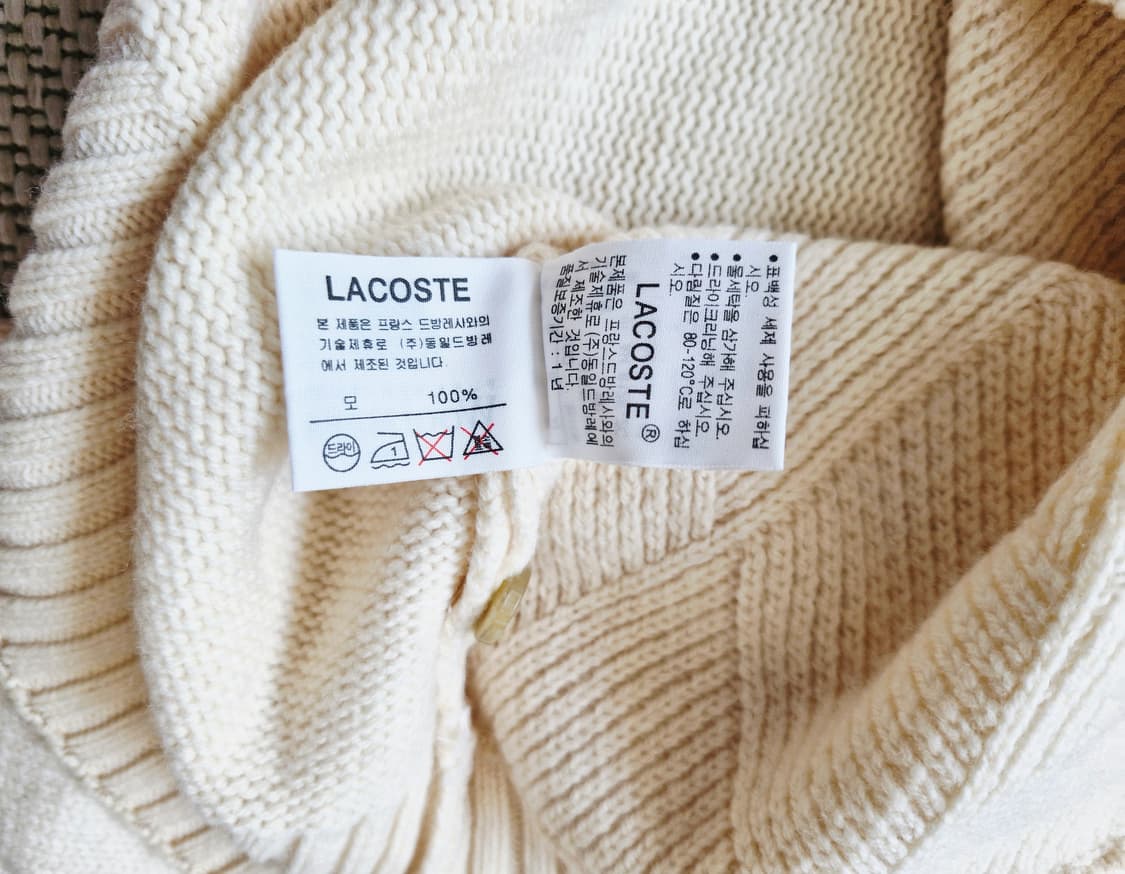 LACOSTE
본 제품은 프랑스 드방레사와의
기술제휴로 (주)동일드방레
에서 제조된 것입니다.
모 100%
드라이
1
• 표백성 세제 사용을 피하십
시오.
• 물세탁을 삼가해 주십시오.
• 드라이크리닝해 주십시오.
• 다림질은 80-120°C로 하십
시오.
LACOSTE®
본제품은 프랑스드방레사와의
기술제휴로 (주)동일드방레에
서 제조한 것입니다.
품질보증기간 : 1년